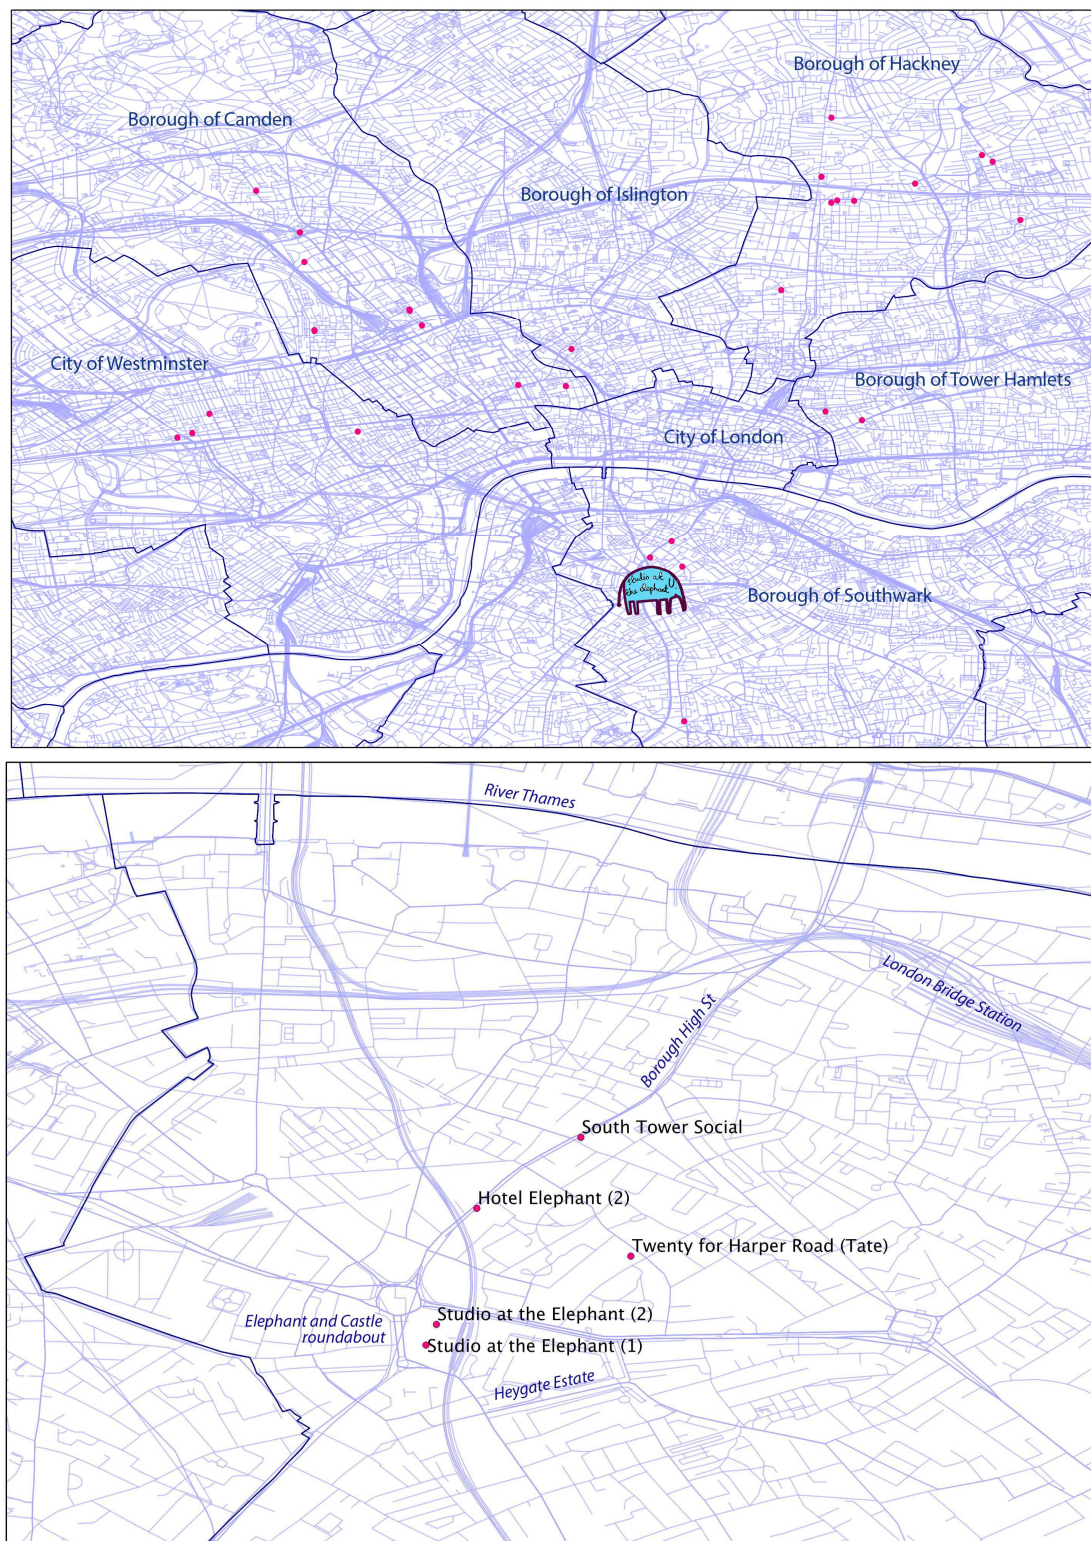 Borough of Hackney
Borough of Camden
Borough of Islington
City of Westminster
Borough of Tower Hamlets
City of London
Studio at
the elephant
Borough of Southwark
River Thames
London Bridge Station
Borough High St
South Tower Social
Hotel Elephant (2)
Twenty for Harper Road (Tate)
Studio at the Elephant (2)
Elephant and Castle
roundabout
Studio at the Elephant (1)
Heygate Estate